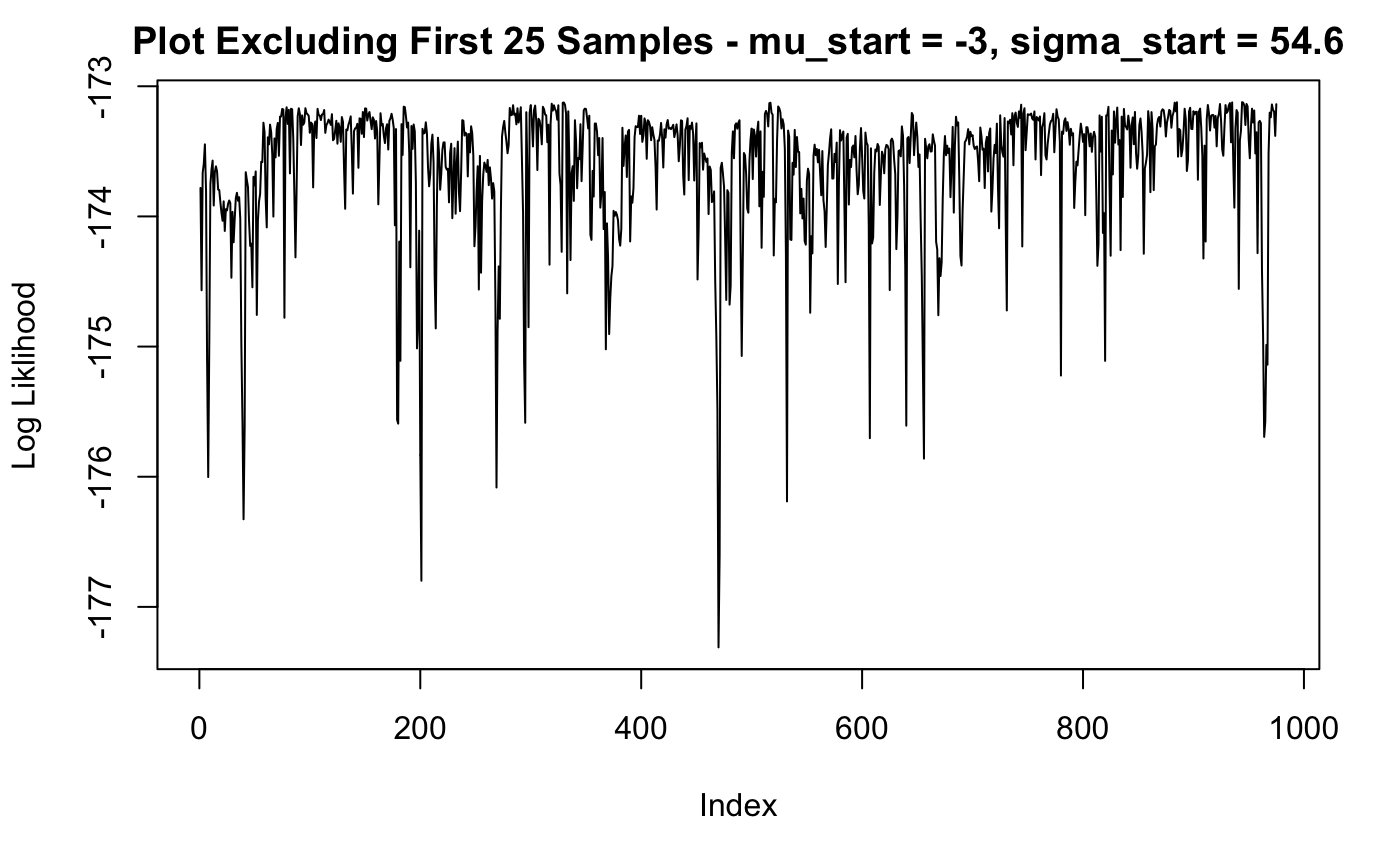 Plot Excluding First 25 Samples - mu_start = -3, sigma_start = 54.6
-173
-174
-175
-176
-177
Log Liklihood
0 200 400 600 800 1000
Index